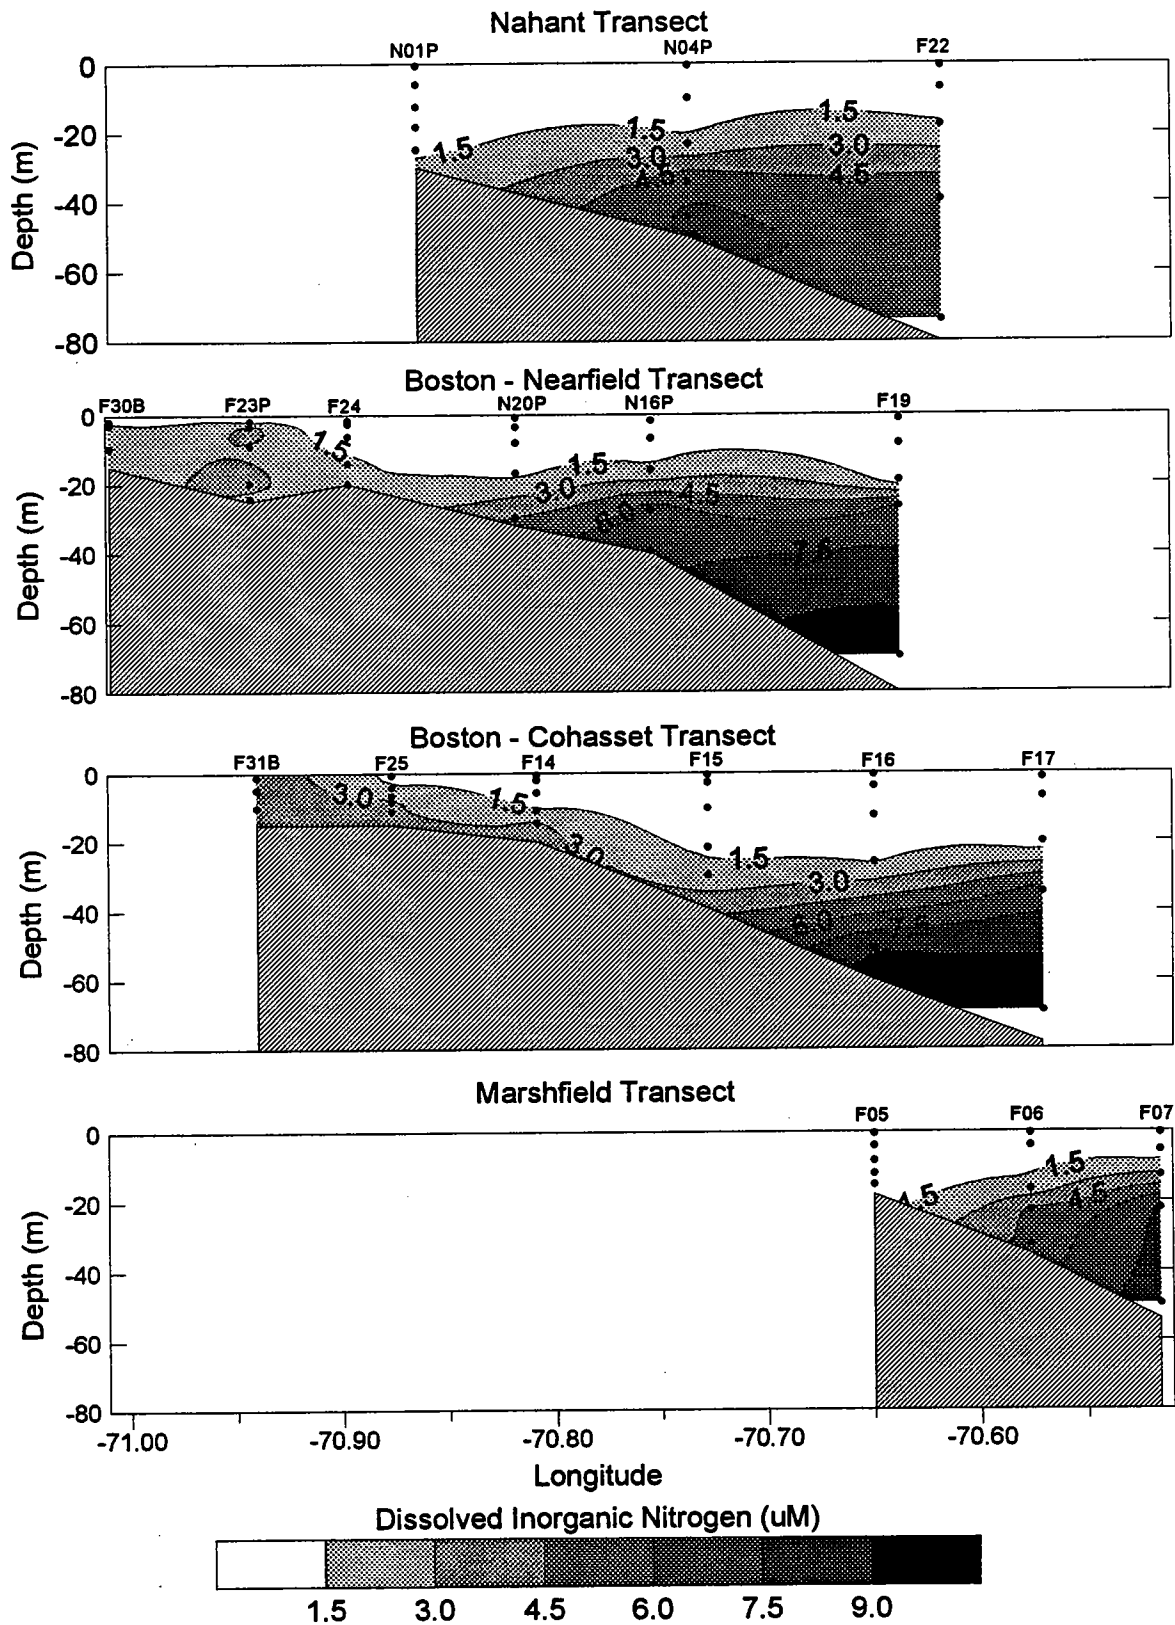 Nahant Transect
N01P N04P F22
0
-20
-40
-60
-80
Depth (m)
1.5 1.5 1.5
3.0 3.0
4.5 4.5
Boston - Nearfield Transect
F30B F23P F24 N20P N16P F19
0
-20
-40
-60
-80
Depth (m)
1.5 1.5
3.0 4.5
6.0
7.5
Boston - Cohasset Transect
F31B F25 F14 F15 F16 F17
0
-20
-40
-60
-80
Depth (m)
3.0 1.5
3.0 1.5
3.0
6.0 7.5
Marshfield Transect
F05 F06 F07
0
-20
-40
-60
-80
Depth (m)
1.5
1.5 4.5
-71.00 -70.90 -70.80 -70.70 -70.60
Longitude
Dissolved Inorganic Nitrogen (uM)
1.5 3.0 4.5 6.0 7.5 9.0